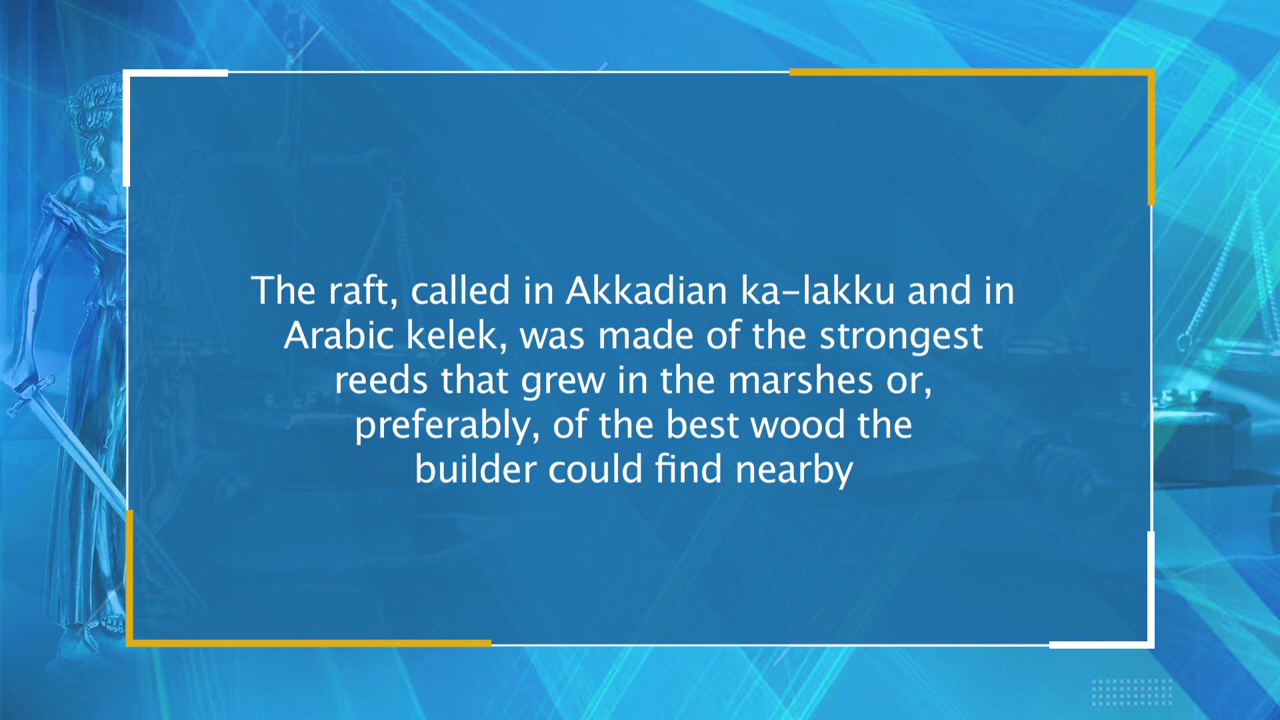 The raft, called in Akkadian ka-lakku and in
Arabic kelek, was made of the strongest
reeds that grew in the marshes or,
preferably, of the best wood the
builder could find nearby